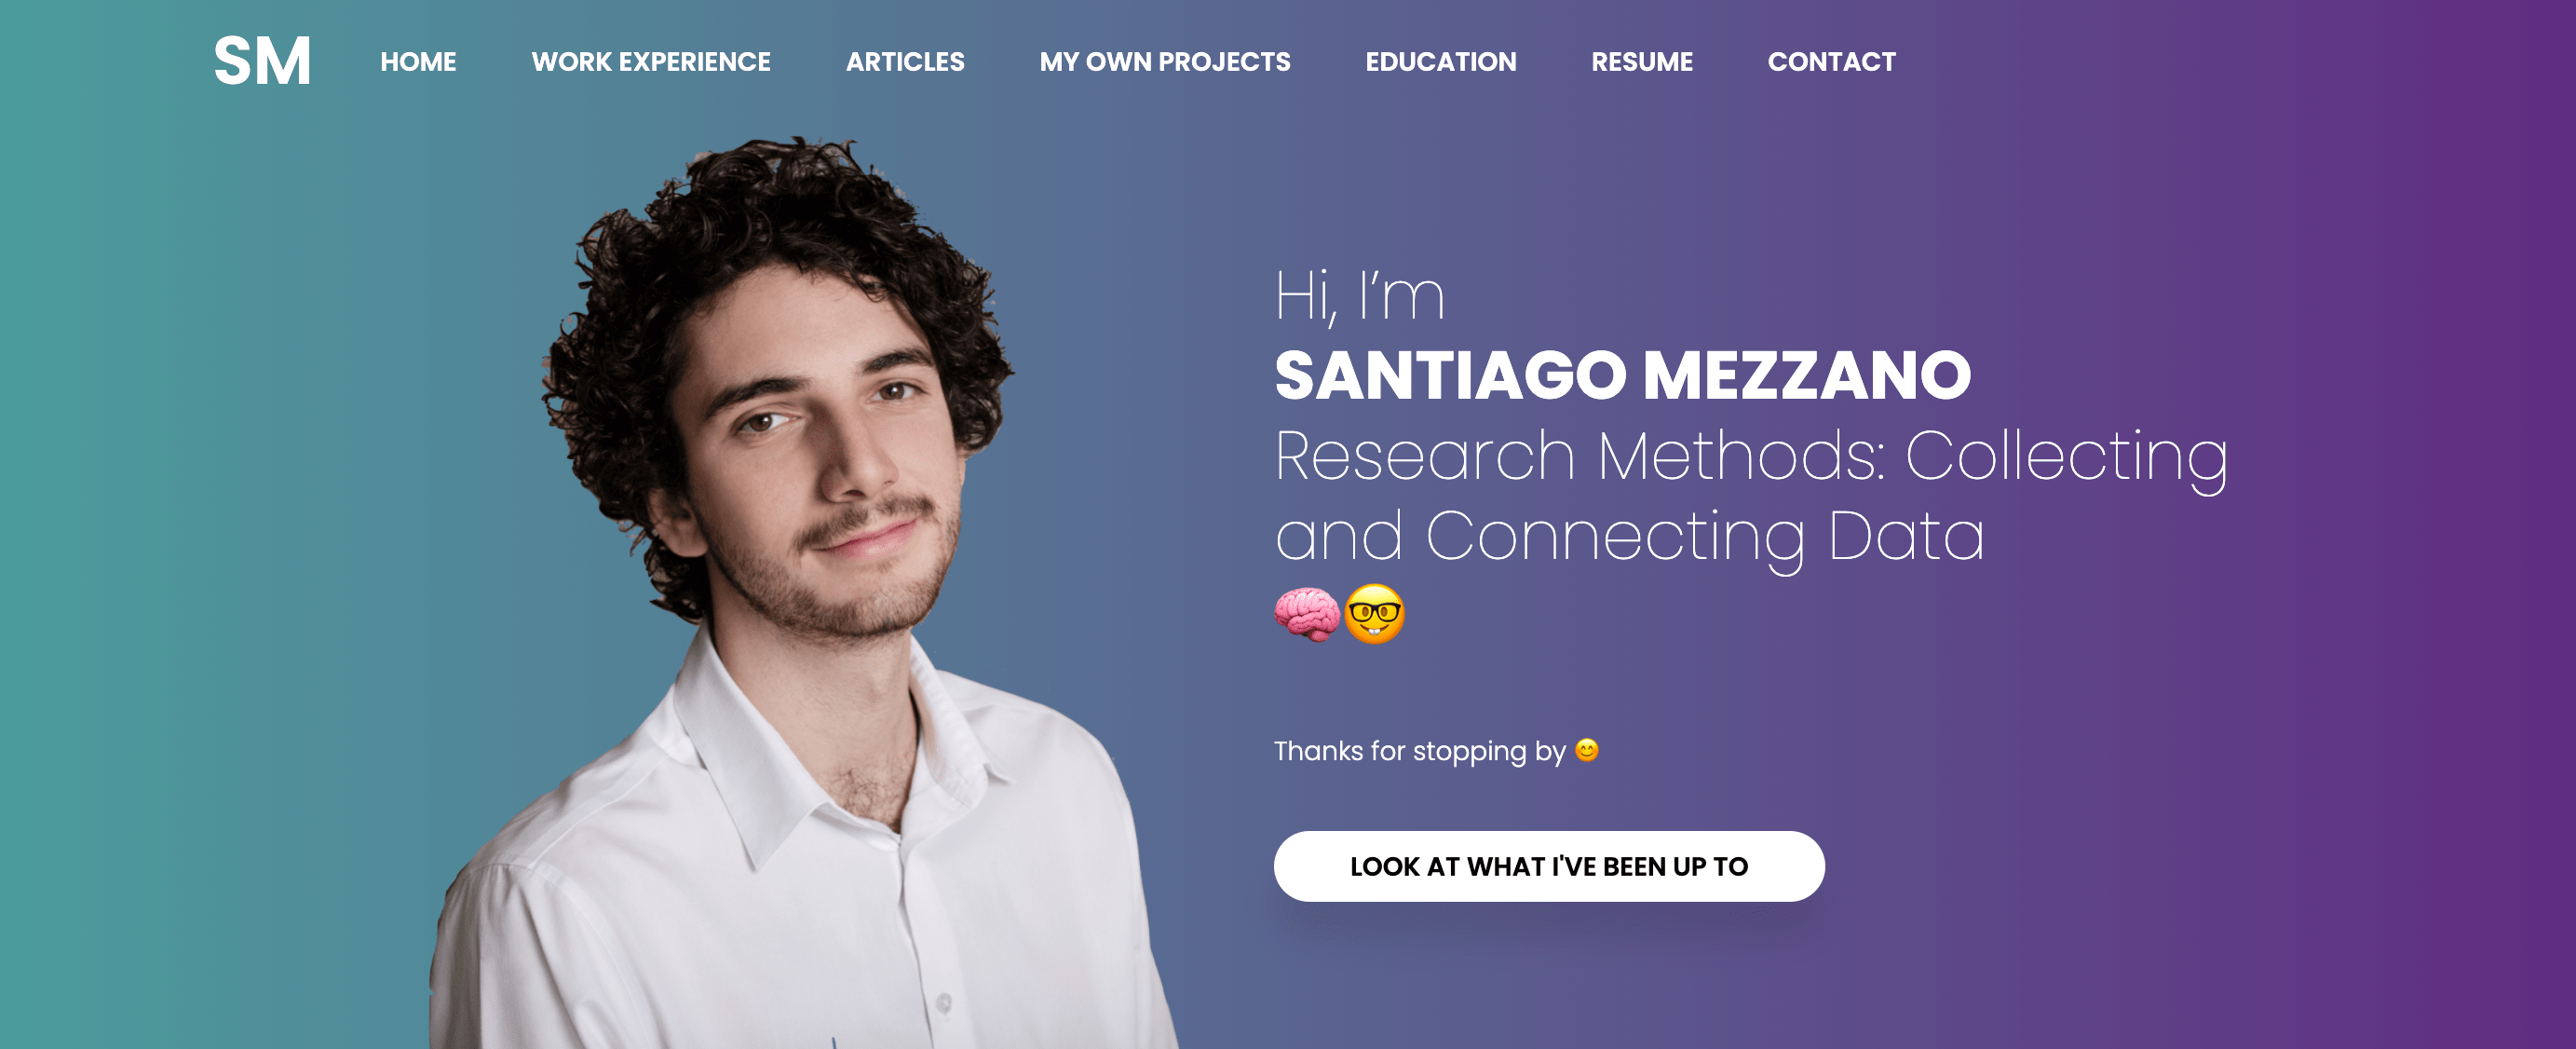 SM HOME WORK EXPERIENCE ARTICLES MY OWN PROJECTS EDUCATION RESUME CONTACT
Hi, I’m
SANTIAGO MEZZANO
Research Methods: Collecting
and Connecting Data
🧠🤓
Thanks for stopping by 😊
LOOK AT WHAT I'VE BEEN UP TO